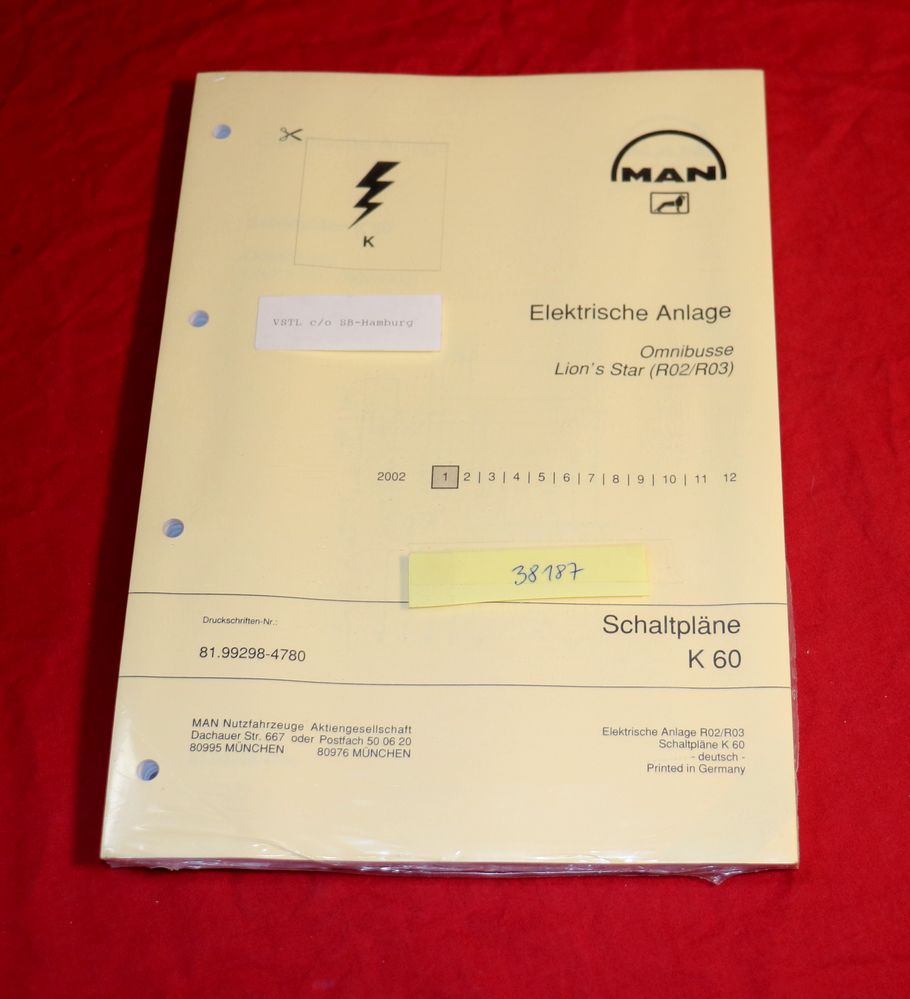 K
MAN
VSTL c/o SB-Hamburg
Elektrische Anlage
Omnibusse
Lion's Star (R02/R03)
2002 1 2 | 3 | 4 | 5 | 6 | 7 | 8 | 9 | 10 | 11 12
38187
Druckschriften-Nr.:
81.99298-4780
Schaltpläne
K 60
MAN Nutzfahrzeuge Aktiengesellschaft
Dachauer Str. 667 oder Postfach 50 06 20
80995 MÜNCHEN 80976 MÜNCHEN
Elektrische Anlage R02/R03
Schaltpläne K 60
- deutsch -
Printed in Germany